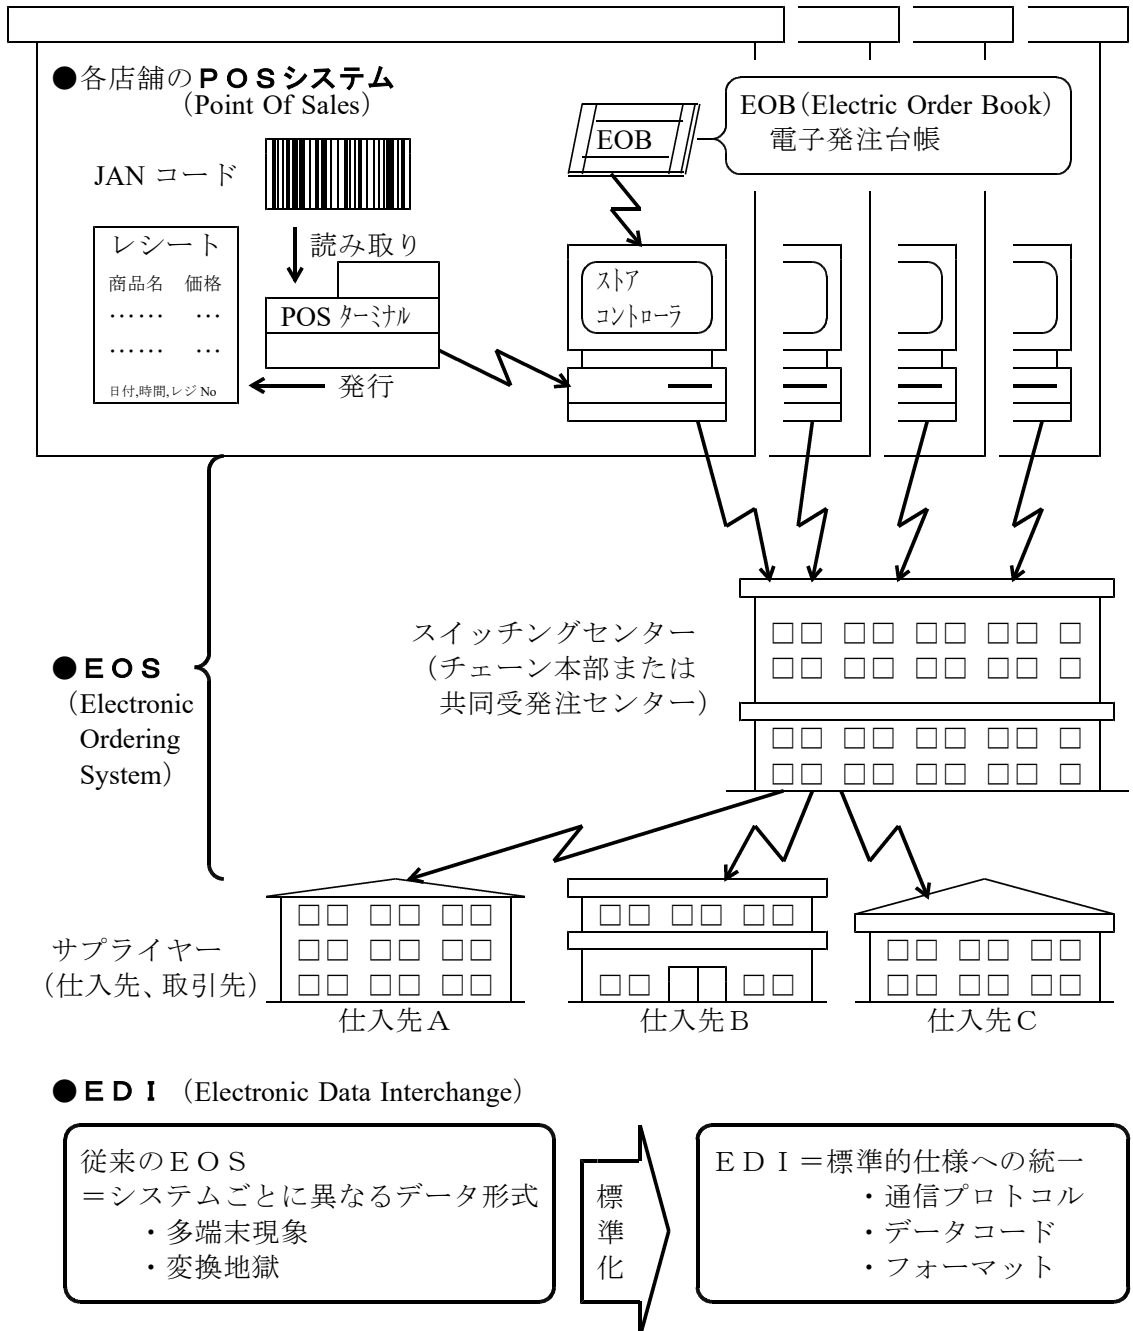 ●各店舗のＰＯＳシステム
（Point Of Sales）
EOB（Electric Order Book）
電子発注台帳
EOB
JAN コード
読み取り
レシート
商品名 価格
…… …
…… …
日付,時間,レジ No
POS ターミナル
発行
ストア
コントローラ
スイッチングセンター
（チェーン本部または
共同受発注センター）
●ＥＯＳ
（Electronic
Ordering
System）
サプライヤー
（仕入先、取引先）
仕入先Ａ
仕入先Ｂ
仕入先Ｃ
●ＥＤＩ（Electronic Data Interchange）
従来のＥＯＳ
＝システムごとに異なるデータ形式
・多端末現象
・変換地獄
標
準
化
ＥＤＩ＝標準的仕様への統一
・通信プロトコル
・データコード
・フォーマット